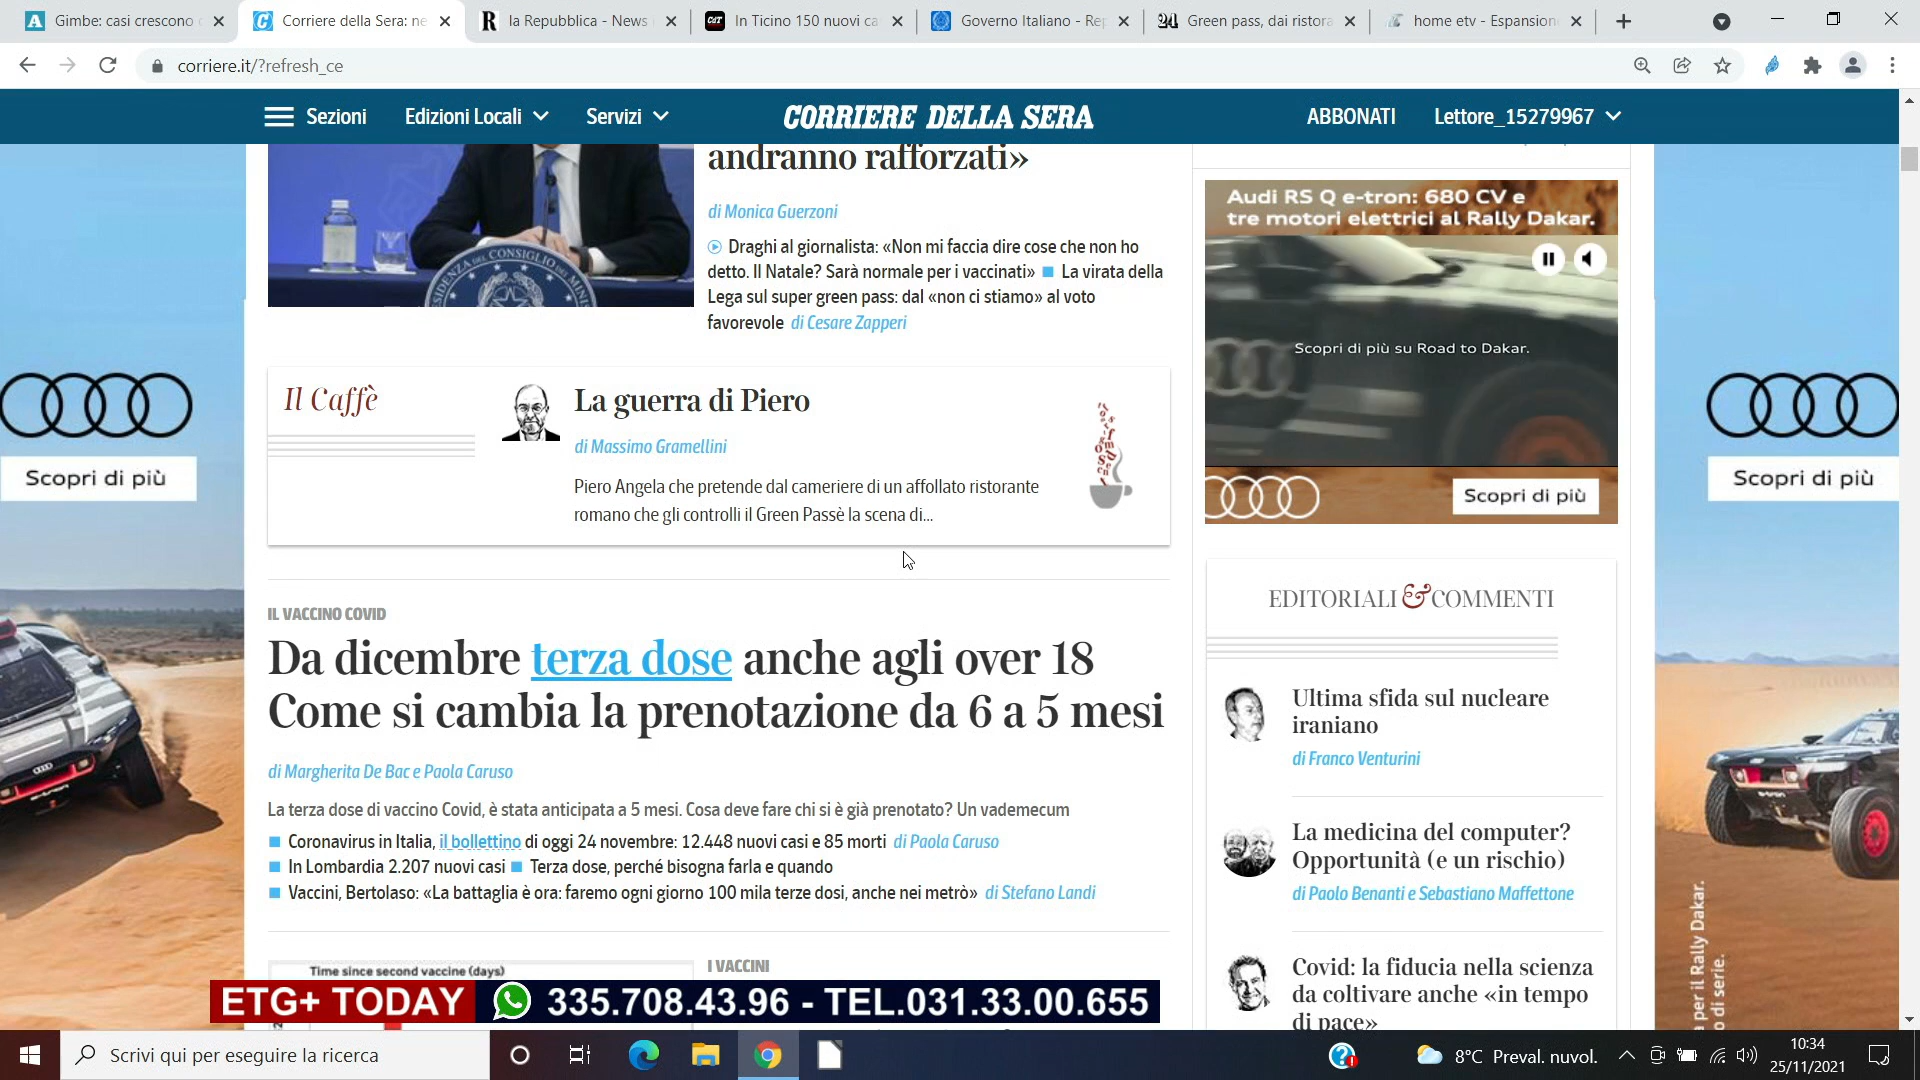 Gimbe: casi crescono
Corriere della Sera: ne
la Repubblica - News
In Ticino 150 nuovi ca
Governo Italiano - Rep
Green pass, dai ristora
home etv - Espansion
corriere.it/?refresh_ce
Sezioni
Edizioni Locali
Servizi
CORRIERE DELLA SERA
ABBONATI
Lettore_15279967
andranno rafforzati»
di Monica Guerzoni
Draghi al giornalista: «Non mi faccia dire cose che non ho
detto. Il Natale? Sarà normale per i vaccinati» ■ La virata della
Lega sul super green pass: dal «non ci stiamo» al voto
favorevole di Cesare Zapperi
Il Caffè
La guerra di Piero
di Massimo Gramellini
Piero Angela che pretende dal cameriere di un affollato ristorante
romano che gli controlli il Green Passè la scena di...
IL VACCINO COVID
Da dicembre terza dose anche agli over 18
Come si cambia la prenotazione da 6 a 5 mesi
di Margherita De Bac e Paola Caruso
La terza dose di vaccino Covid, è stata anticipata a 5 mesi. Cosa deve fare chi si è già prenotato? Un vademecum
■ Coronavirus in Italia, il bollettino di oggi 24 novembre: 12.448 nuovi casi e 85 morti di Paola Caruso
■ In Lombardia 2.207 nuovi casi ■ Terza dose, perché bisogna farla e quando
■ Vaccini, Bertolaso: «La battaglia è ora: faremo ogni giorno 100 mila terze dosi, anche nei metrò» di Stefano Landi
Time since second vaccine (days)
I VACCINI
Audi RS Q e-tron: 680 CV e
tre motori elettrici al Rally Dakar.
Scopri di più su Road to Dakar.
Scopri di più
EDITORIALI & COMMENTI
Ultima sfida sul nucleare
iraniano
di Franco Venturini
La medicina del computer?
Opportunità (e un rischio)
di Paolo Benanti e Sebastiano Maffettone
Covid: la fiducia nella scienza
da coltivare anche «in tempo
di pace»
Scopri di più
Scopri di più
per il Rally Dakar.
o di serie.
ETG+ TODAY
335.708.43.96 - TEL.031.33.00.655
Scrivi qui per eseguire la ricerca
8°C Preval. nuvol.
10:34
25/11/2021